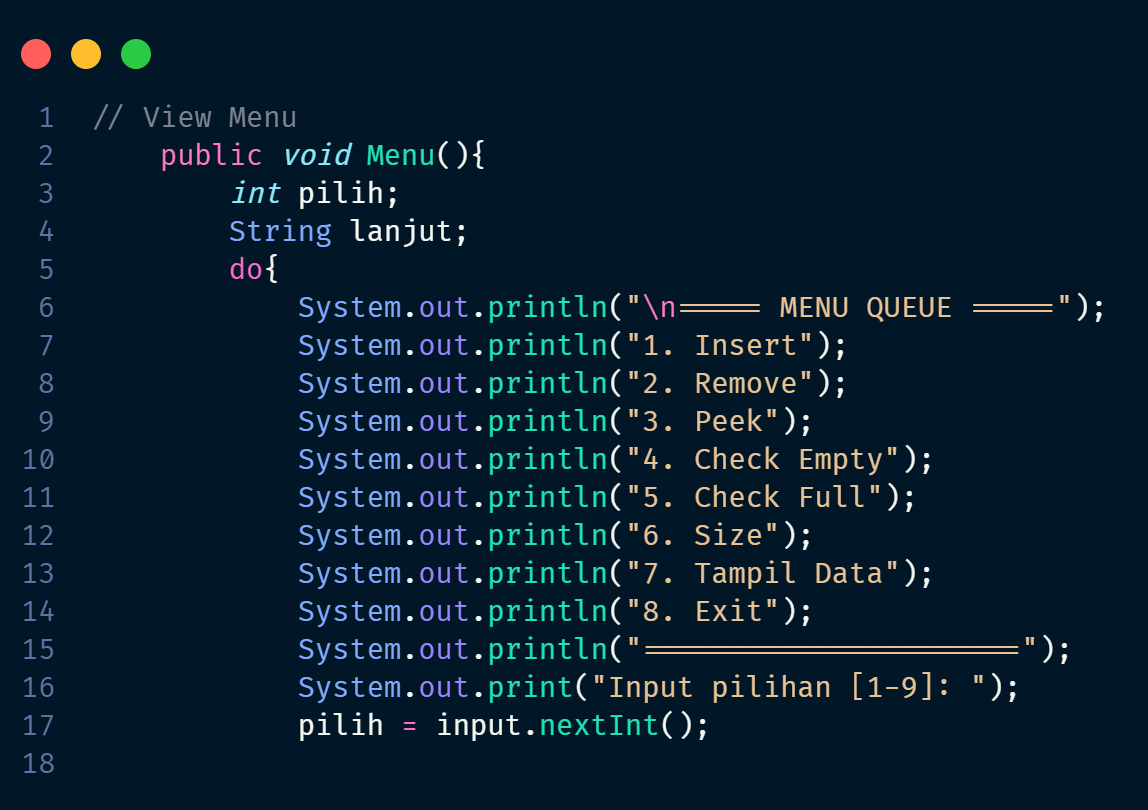 1 // View Menu
2 public void Menu(){
3 int pilih;
4 String lanjut;
5 do{
6 System.out.println("\n===== MENU QUEUE =====");
7 System.out.println("1. Insert");
8 System.out.println("2. Remove");
9 System.out.println("3. Peek");
10 System.out.println("4. Check Empty");
11 System.out.println("5. Check Full");
12 System.out.println("6. Size");
13 System.out.println("7. Tampil Data");
14 System.out.println("8. Exit");
15 System.out.println("======================");
16 System.out.print("Input pilihan [1-9]: ");
17 pilih = input.nextInt();
18